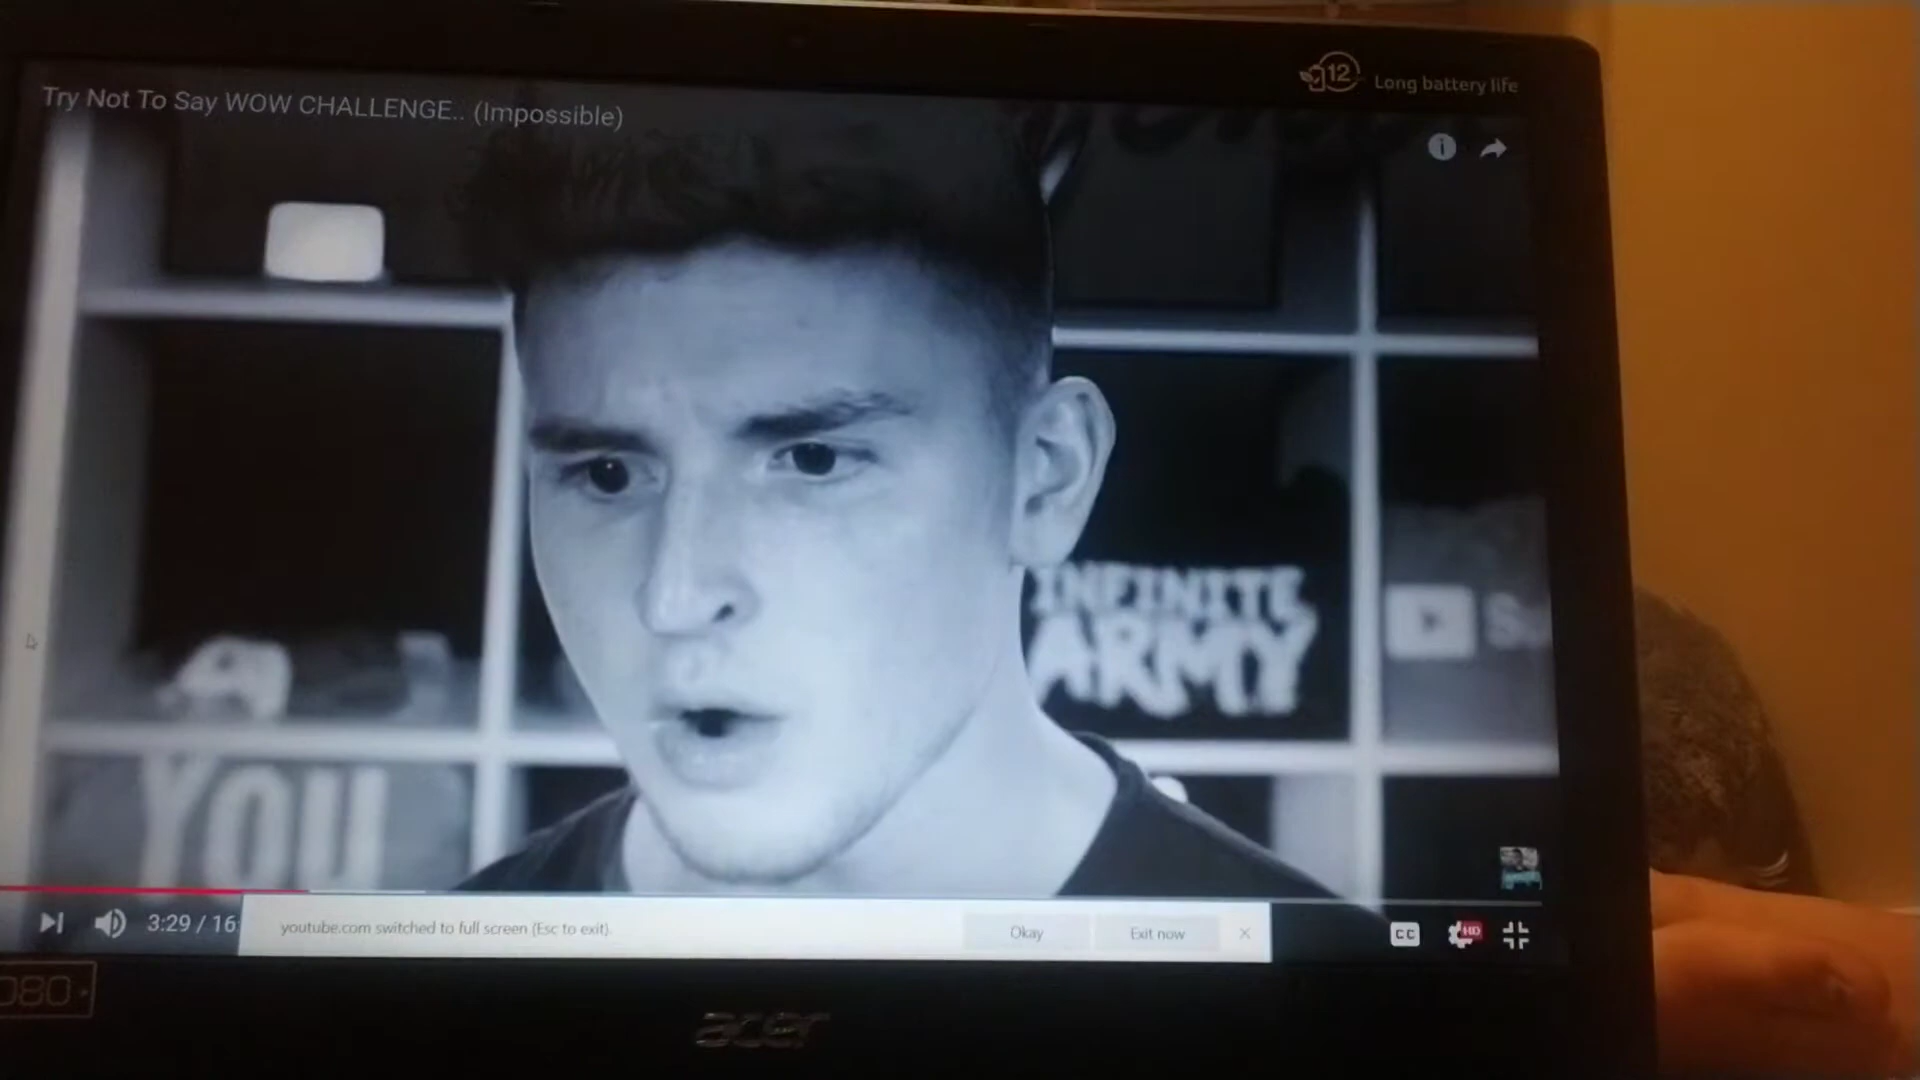 12 Long battery life
Try Not To Say WOW CHALLENGE.. (Impossible)
i
INFINITE
ARMY
YOU
3:29 / 16
youtube.com switched to full screen (Esc to exit).
Okay
Exit now
CC
HD
080
acer